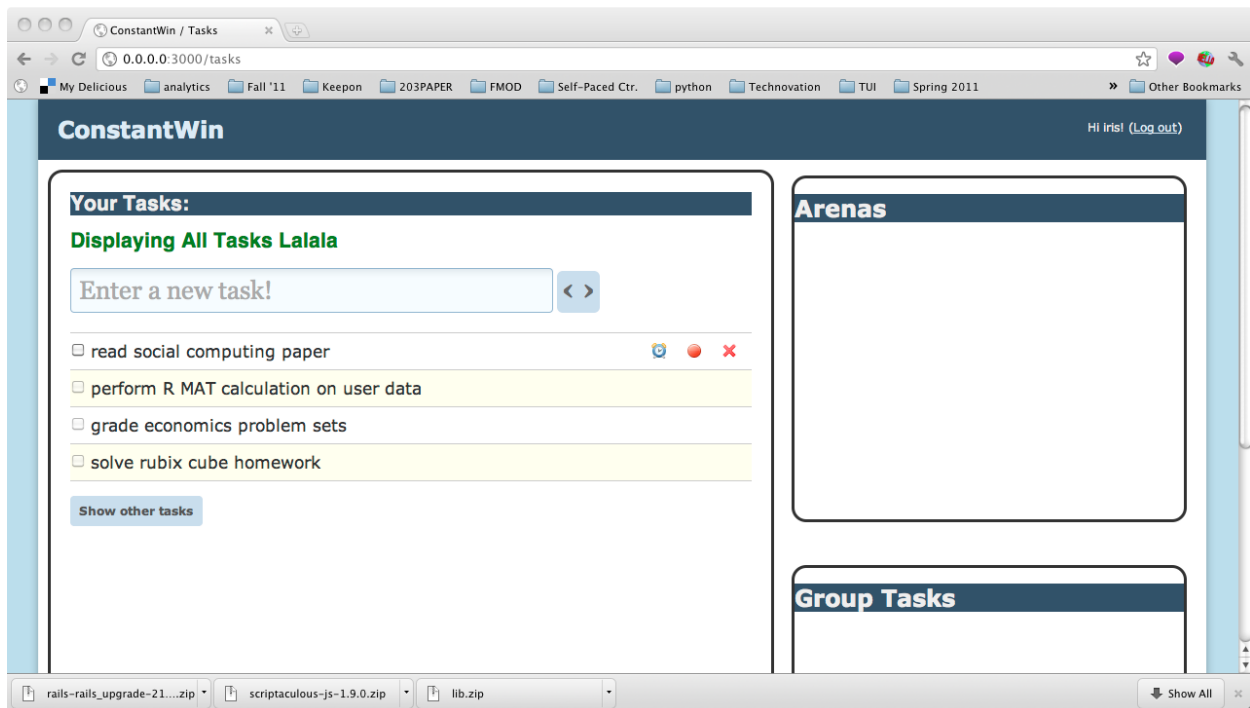 ConstantWin / Tasks
0.0.0.0:3000/tasks
My Delicious analytics Fall '11 Keepon 203PAPER FMOD Self-Paced Ctr. python Technovation TUI Spring 2011 » Other Bookmarks
ConstantWin
Hi iris! (Log out)
Your Tasks:
Displaying All Tasks Lalala
Enter a new task!
‹ ›
read social computing paper
perform R MAT calculation on user data
grade economics problem sets
solve rubix cube homework
Show other tasks
Arenas
Group Tasks
rails-rails_upgrade-21....zip scriptaculous-js-1.9.0.zip lib.zip Show All